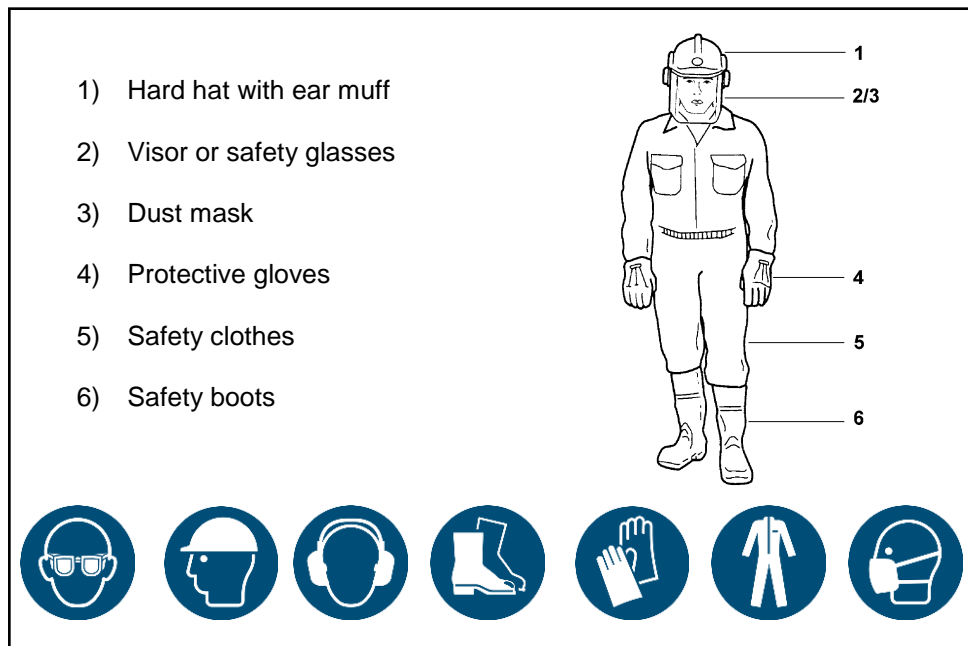 1) Hard hat with ear muff
2) Visor or safety glasses
3) Dust mask
4) Protective gloves
5) Safety clothes
6) Safety boots
1
2/3
4
5
6